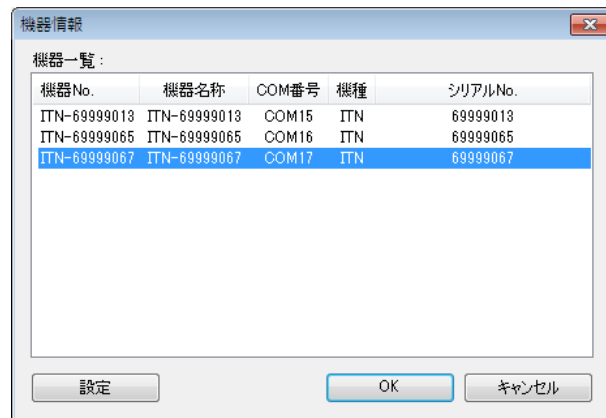 機器情報
機器一覧:
機器No. 機器名称 COM番号 機種 シリアルNo.
ITN-69999013 ITN-69999013 COM15 ITN 69999013
ITN-69999065 ITN-69999065 COM16 ITN 69999065
ITN-69999067 ITN-69999067 COM17 ITN 69999067
設定 OK キャンセル